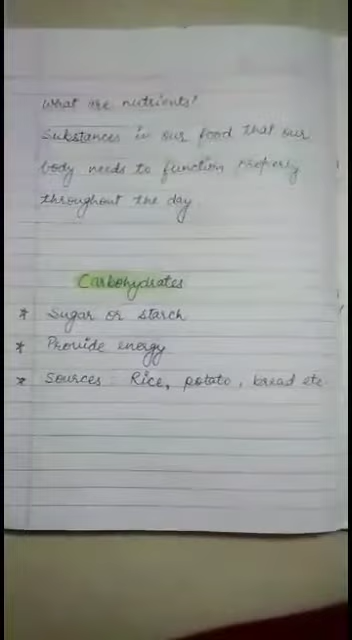 What are nutrients?
Substances in our food that our
body needs to function properly
throughout the day
Carbohydrates
* Sugar or starch
* Provide energy
* Sources : Rice, potato, bread etc